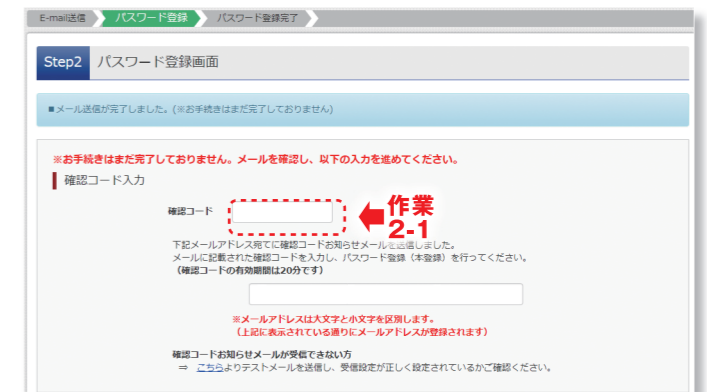 E-mail送信 パスワード登録 パスワード登録完了
Step2 パスワード登録画面
■メール送信が完了しました。(※お手続きはまだ完了しておりません)
※お手続きはまだ完了しておりません。メールを確認し、以下の入力を進めてください。
確認コード入力
確認コード
作業
2-1
下記メールアドレス宛てに確認コードお知らせメールを送信しました。
メールに記載された確認コードを入力し、パスワード登録（本登録）を行ってください。
（確認コードの有効期間は20分です）
※メールアドレスは大文字と小文字を区別します。
（上記に表示されている通りにメールアドレスが登録されます）
確認コードお知らせメールが受信できない方
⇒ こちらよりテストメールを送信し、受信設定が正しく設定されているかご確認ください。